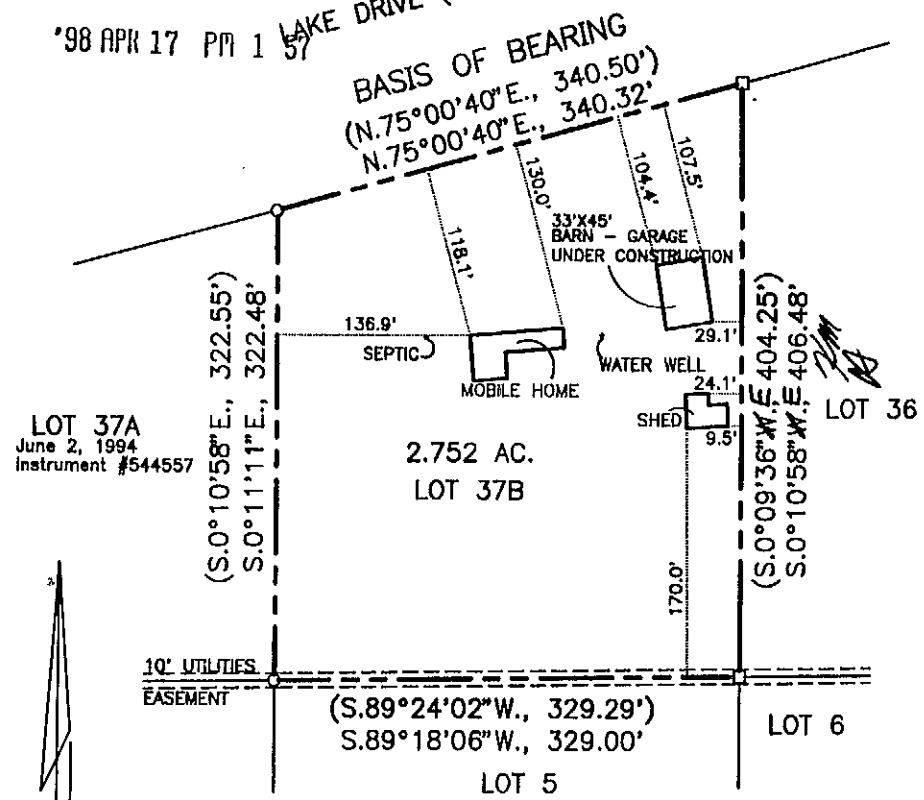 '98 APR 17 PM 1 57
LAKE DRIVE (
BASIS OF BEARING
(N.75°00'40"E., 340.50')
N.75°00'40"E., 340.32'
118.1'
130.0'
104.4'
107.5'
33'X45'
BARN – GARAGE
UNDER CONSTRUCTION
(S.0°10'58"E., 322.55')
S.0°11'11"E., 322.48'
136.9'
SEPTIC
MOBILE HOME
WATER WELL
29.1'
24.1'
SHED
9.5'
(S.0°09'36"W., E 404.25')
S.0°10'58"W., E 406.48'
LOT 36
LOT 37A
June 2, 1994
Instrument #544557
2.752 AC.
LOT 37B
170.0'
10' UTILITIES
EASEMENT
(S.89°24'02"W., 329.29')
S.89°18'06"W., 329.00'
LOT 6
LOT 5